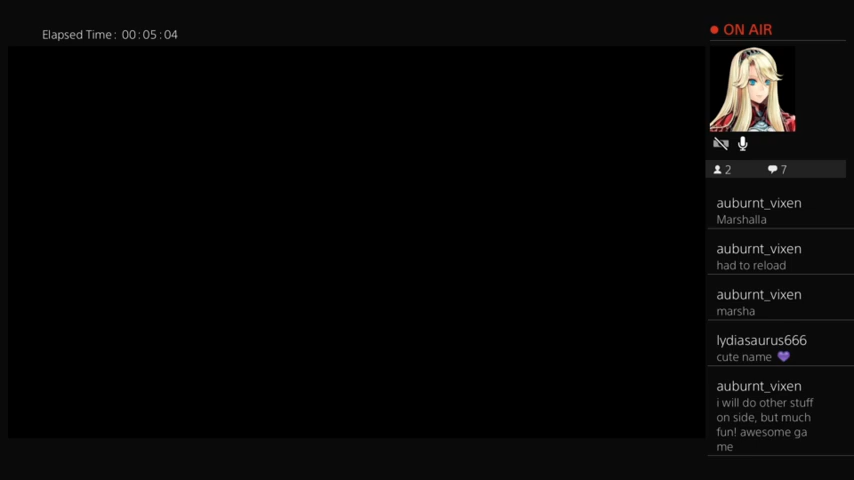 Elapsed Time: 00:05:04
ON AIR
2 7
auburnt_vixen
Marshalla
auburnt_vixen
had to reload
auburnt_vixen
marsha
lydiasaurus666
cute name 💜
auburnt_vixen
i will do other stuff
on side, but much
fun! awesome ga
me